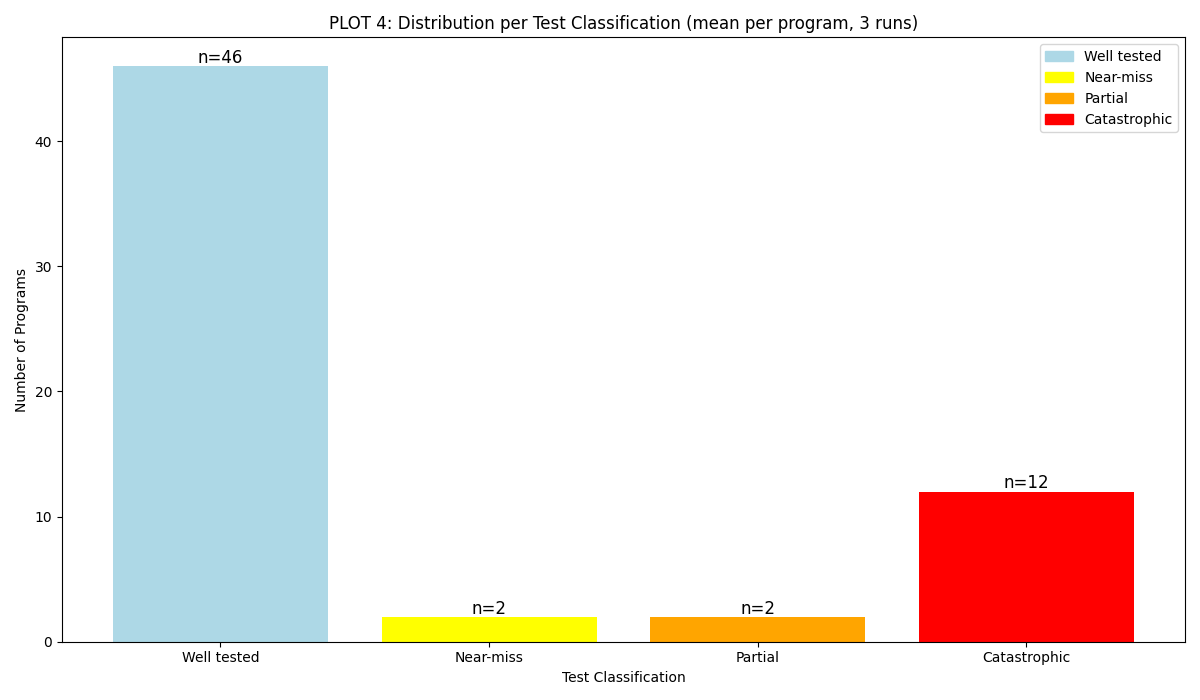 PLOT 4: Distribution per Test Classification (mean per program, 3 runs)
n=46
n=2
n=2
n=12
Well tested
Near-miss
Partial
Catastrophic
Number of Programs
40
30
20
10
0
Well tested
Near-miss
Partial
Catastrophic
Test Classification